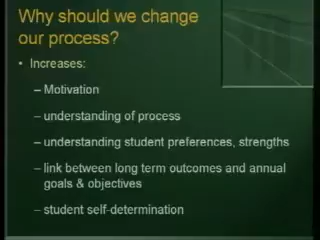 Why should we change
our process?
• Increases:
– Motivation
– understanding of process
– understanding student preferences, strengths
– link between long term outcomes and annual
goals & objectives
– student self-determination